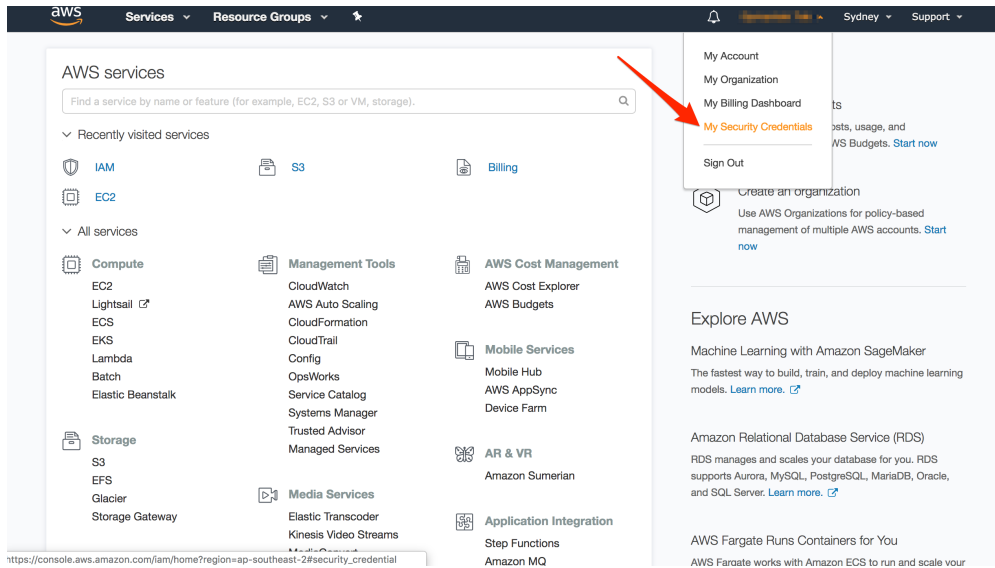 aws
Services
Resource Groups
Sydney
Support
AWS services
Find a service by name or feature (for example, EC2, S3 or VM, storage).
Recently visited services
IAM
S3
Billing
EC2
All services
Compute
EC2
Lightsail
ECS
EKS
Lambda
Batch
Elastic Beanstalk
Storage
S3
EFS
Glacier
Storage Gateway
Management Tools
CloudWatch
AWS Auto Scaling
CloudFormation
CloudTrail
Config
OpsWorks
Service Catalog
Systems Manager
Trusted Advisor
Managed Services
Media Services
Elastic Transcoder
Kinesis Video Streams
MediaConvert
AWS Cost Management
AWS Cost Explorer
AWS Budgets
Mobile Services
Mobile Hub
AWS AppSync
Device Farm
AR & VR
Amazon Sumerian
Application Integration
Step Functions
Amazon MQ
My Account
My Organization
My Billing Dashboard
My Security Credentials
Sign Out
ts
osts, usage, and
WS Budgets. Start now
Create an organization
Use AWS Organizations for policy-based
management of multiple AWS accounts. Start
now
Explore AWS
Machine Learning with Amazon SageMaker
The fastest way to build, train, and deploy machine learning
models. Learn more.
Amazon Relational Database Service (RDS)
RDS manages and scales your database for you. RDS
supports Aurora, MySQL, PostgreSQL, MariaDB, Oracle,
and SQL Server. Learn more.
AWS Fargate Runs Containers for You
AWS Fargate works with Amazon ECS to run and scale your
https://console.aws.amazon.com/iam/home?region=ap-southeast-2#security_credential